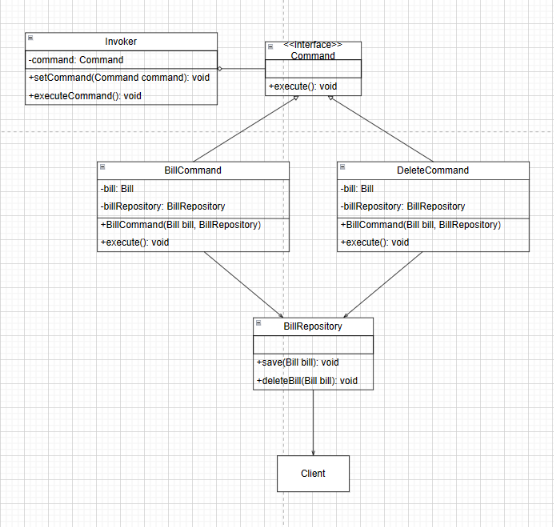 Invoker
-command: Command
+setCommand(Command command): void
+executeCommand(): void
<<Interface>>
Command
+execute(): void
BillCommand
-bill: Bill
-billRepository: BillRepository
+BillCommand(Bill bill, BillRepository)
+execute(): void
DeleteCommand
-bill: Bill
-billRepository: BillRepository
+BillCommand(Bill bill, BillRepository)
+execute(): void
BillRepository
+save(Bill bill): void
+deleteBill(Bill bill): void
Client